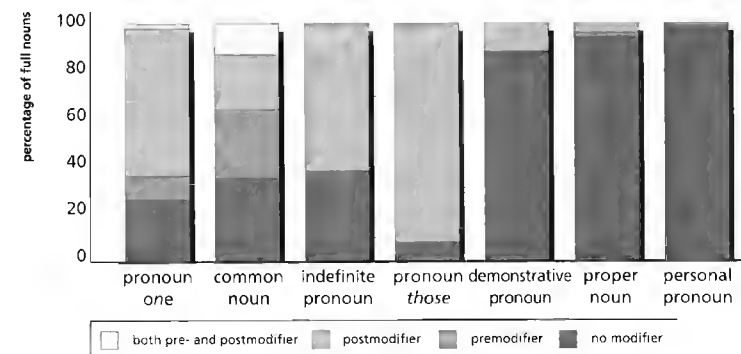 percentage of full nouns
100
80
60
40
20
0
pronoun one
common noun
indefinite pronoun
pronoun those
demonstrative pronoun
proper noun
personal pronoun
both pre- and postmodifier
postmodifier
premodifier
no modifier